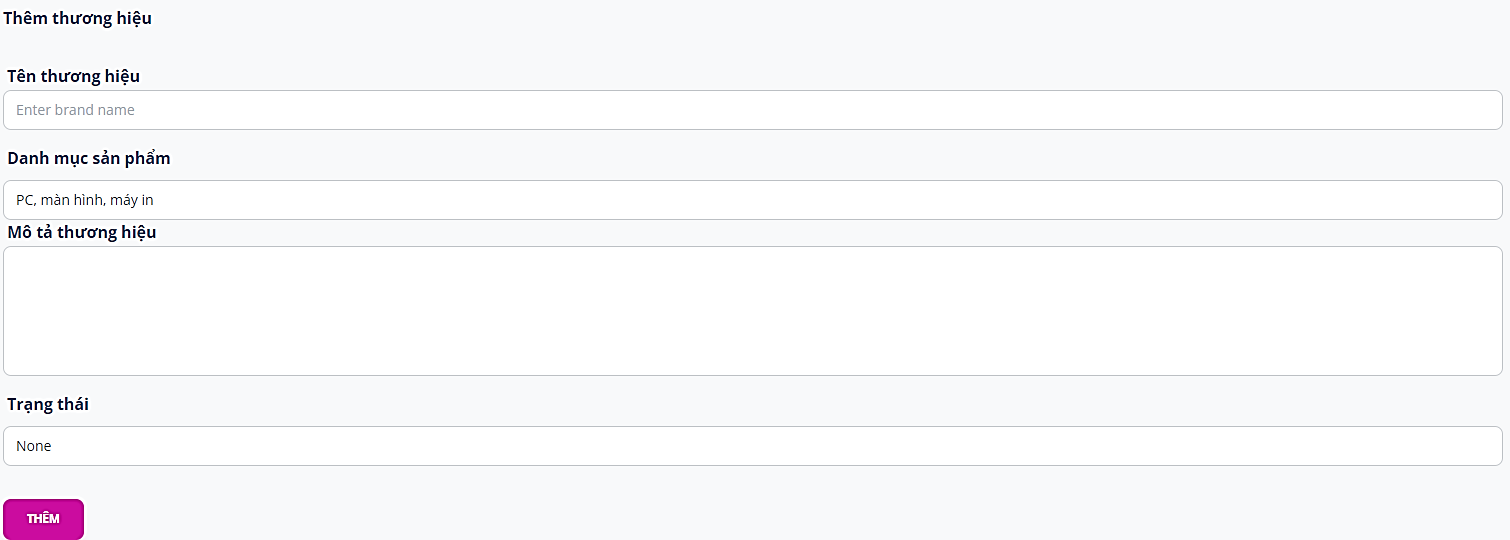 Thêm thương hiệu
Tên thương hiệu
Enter brand name
Danh mục sản phẩm
PC, màn hình, máy in
Mô tả thương hiệu
Trạng thái
None
THÊM